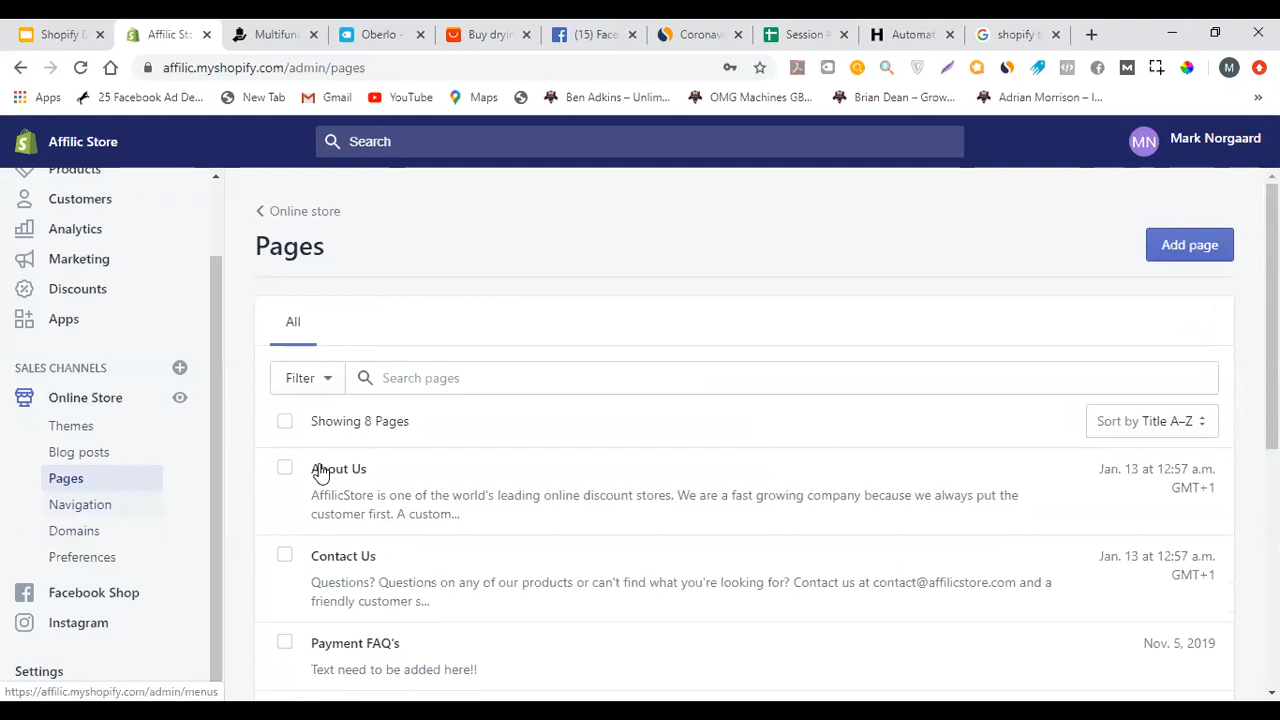 Shopify D
Affilic Sto
Multifun
Oberlo -
Buy dryin
(15) Face
Coronav
Session #
Automat
shopify t
affilic.myshopify.com/admin/pages
M
Apps
25 Facebook Ad De...
New Tab
Gmail
YouTube
Maps
Ben Adkins – Unlim...
OMG Machines GB...
Brian Dean – Grow...
Adrian Morrison – I...
»
Affilic Store
Search
MN
Mark Norgaard
Products
Customers
Analytics
Marketing
Discounts
Apps
SALES CHANNELS
Online Store
Themes
Blog posts
Pages
Navigation
Domains
Preferences
Facebook Shop
Instagram
Settings
https://affilic.myshopify.com/admin/menus
Online store
Pages
Add page
All
Filter
Search pages
Showing 8 Pages
Sort by Title A–Z
About Us
Jan. 13 at 12:57 a.m.
GMT+1
AffilicStore is one of the world's leading online discount stores. We are a fast growing company because we always put the
customer first. A custom...
Contact Us
Jan. 13 at 12:57 a.m.
GMT+1
Questions? Questions on any of our products or can't find what you're looking for? Contact us at contact@affilicstore.com and a
friendly customer s...
Payment FAQ's
Nov. 5, 2019
Text need to be added here!!